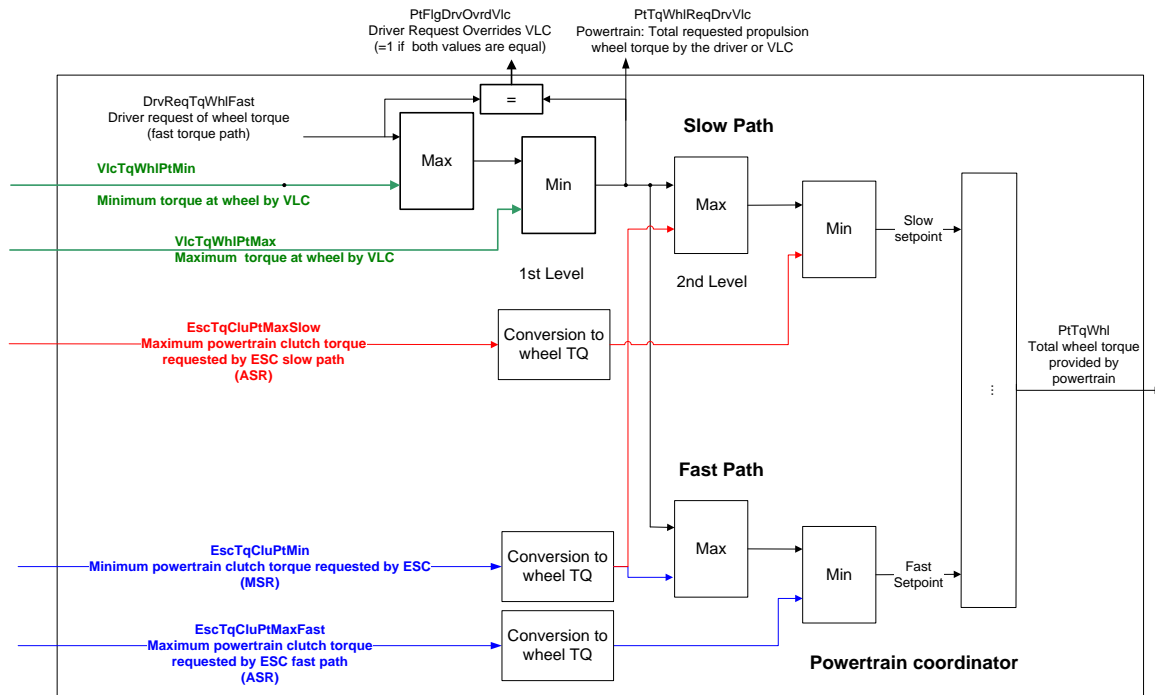 PtFlgDrvOvrdVlc
Driver Request Overrides VLC
(=1 if both values are equal)
PtTqWhlReqDrvVlc
Powertrain: Total requested propulsion
wheel torque by the driver or VLC
DrvReqTqWhlFast
Driver request of wheel torque
(fast torque path)
=
Slow Path
VlcTqWhlPtMin
Minimum torque at wheel by VLC
Max
Min
Max
Min
Slow
setpoint
VlcTqWhlPtMax
Maximum torque at wheel by VLC
1st Level
2nd Level
EscTqCluPtMaxSlow
Maximum powertrain clutch torque
requested by ESC slow path
(ASR)
Conversion to
wheel TQ
PtTqWhl
Total wheel torque
provided by
powertrain
...
Fast Path
EscTqCluPtMin
Minimum powertrain clutch torque requested by ESC
(MSR)
Conversion to
wheel TQ
Max
Min
Fast
Setpoint
EscTqCluPtMaxFast
Maximum powertrain clutch torque
requested by ESC fast path
(ASR)
Conversion to
wheel TQ
Powertrain coordinator